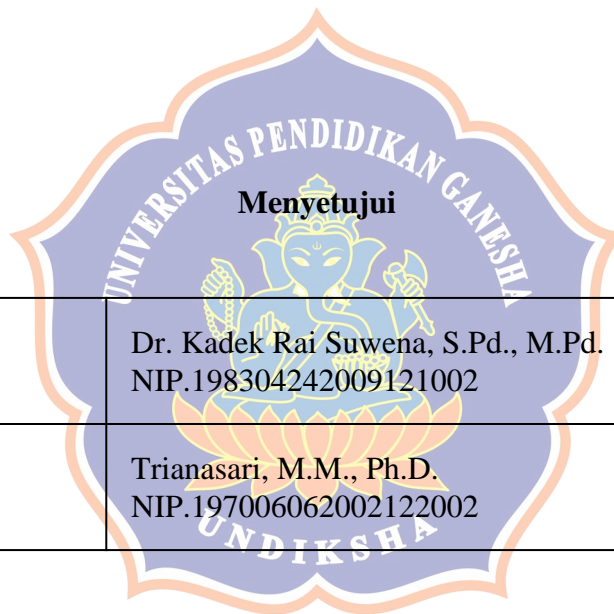 UNIVERSITAS PENDIDIKAN GANESHA
Menyetujui
Dr. Kadek Rai Suwena, S.Pd., M.Pd.
NIP.198304242009121002
Trianasari, M.M., Ph.D.
NIP.197006062002122002
UNDIKSHA